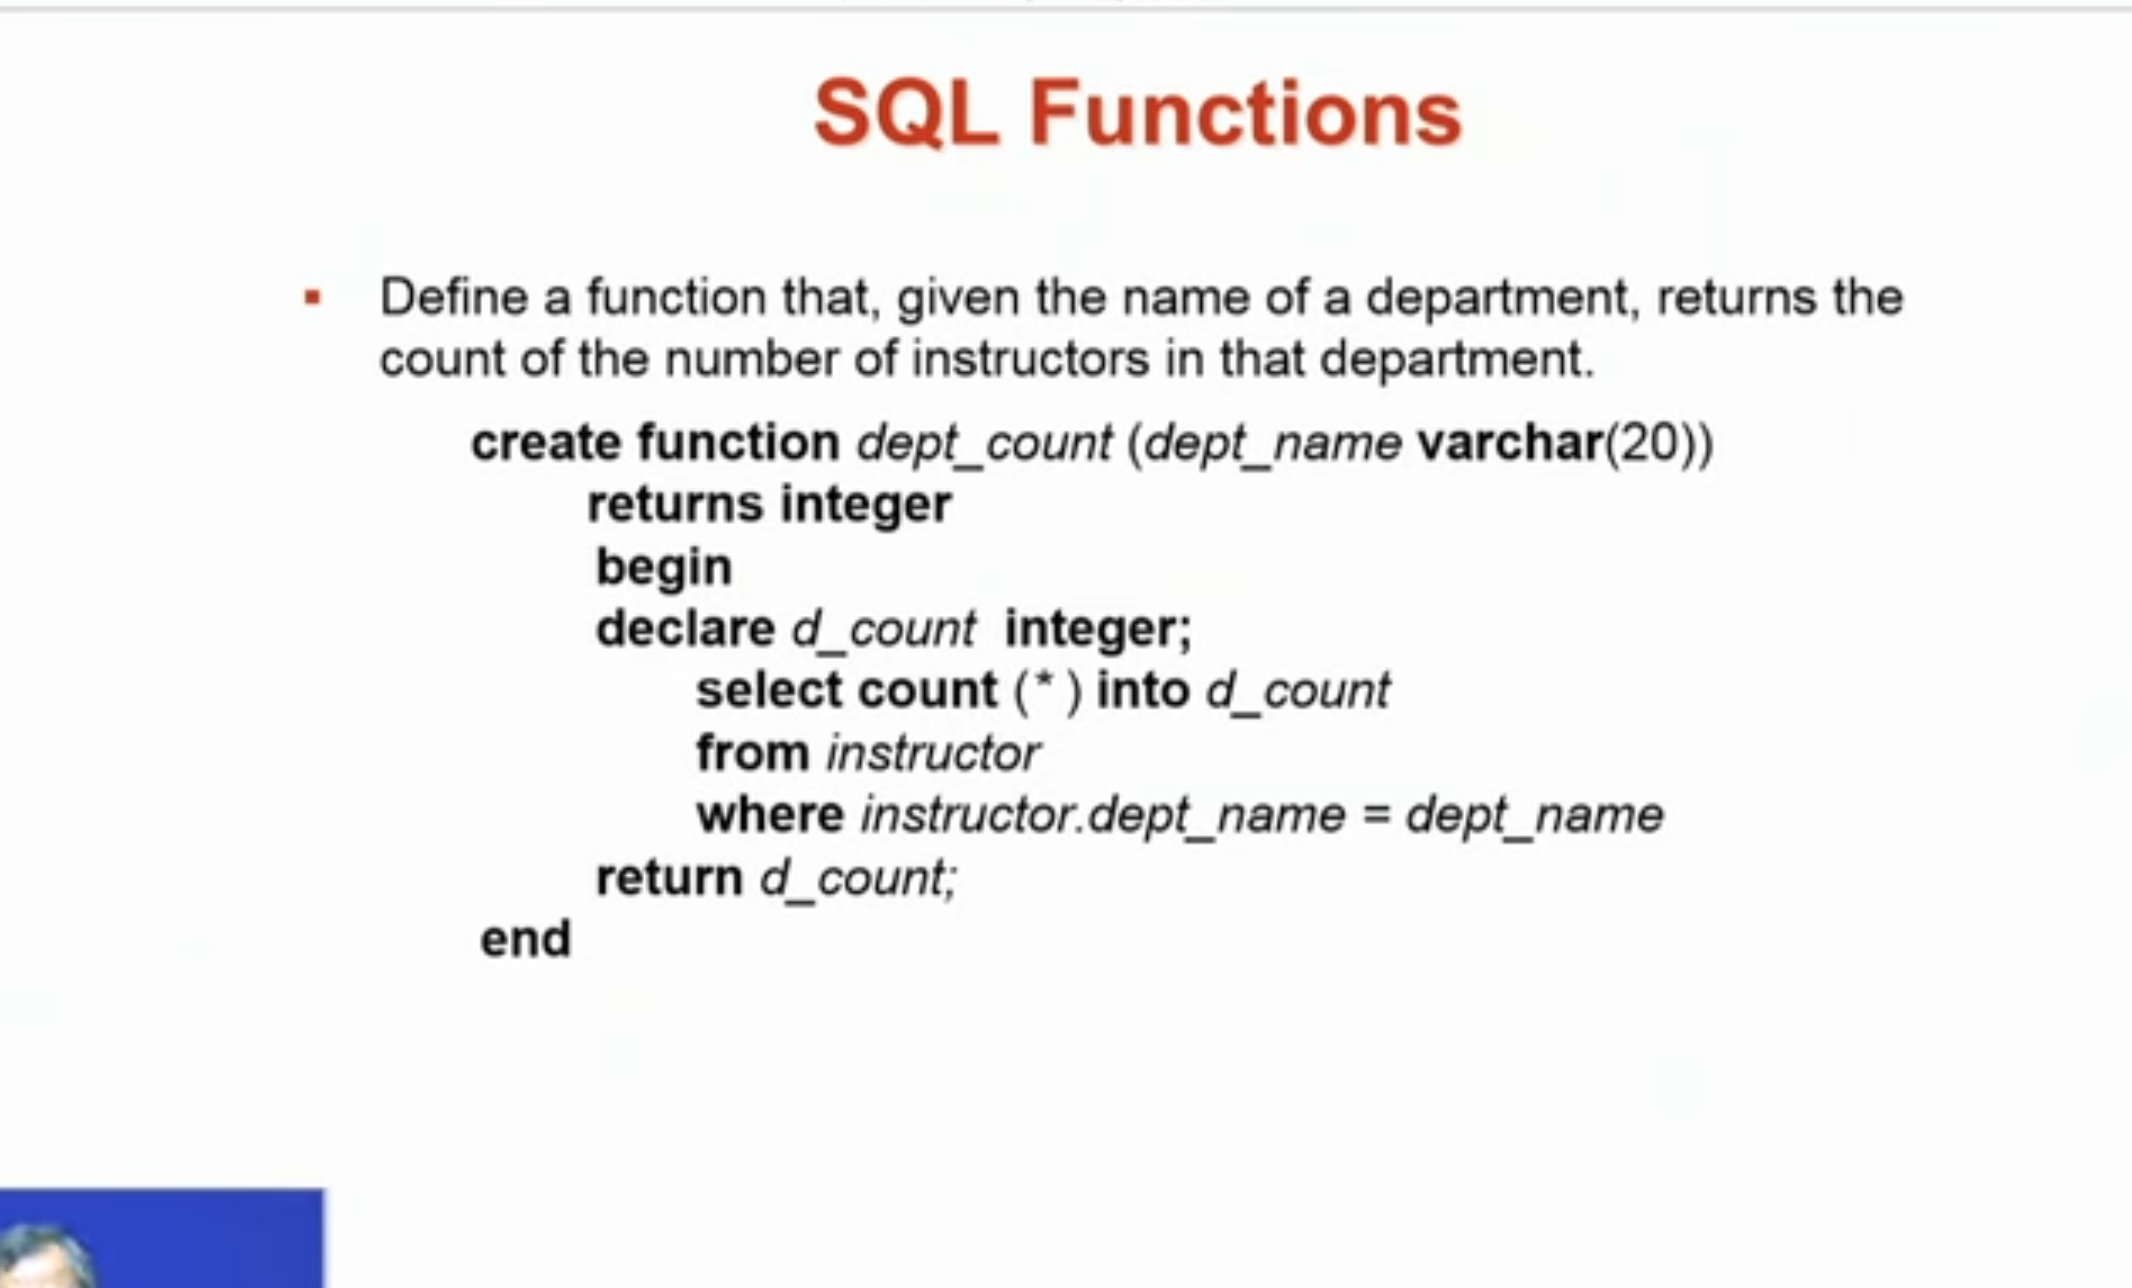 SQL Functions
▪ Define a function that, given the name of a department, returns the
count of the number of instructors in that department.
create function dept_count (dept_name varchar(20))
returns integer
begin
declare d_count integer;
select count (* ) into d_count
from instructor
where instructor.dept_name = dept_name
return d_count;
end